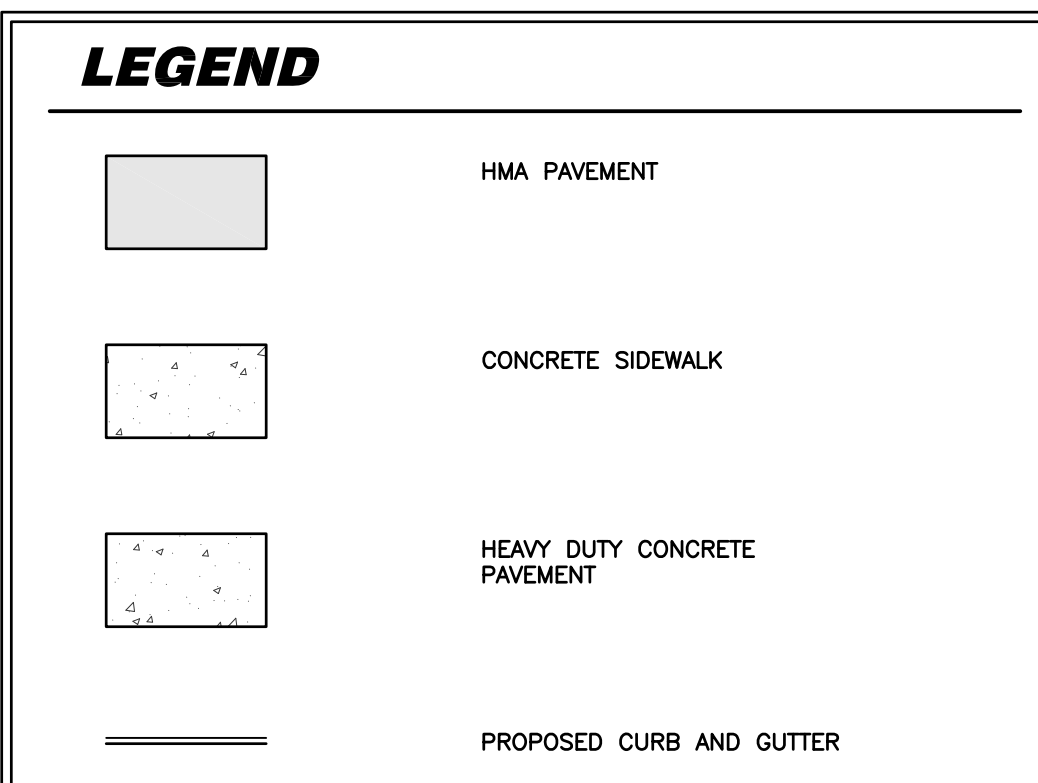 LEGEND
HMA PAVEMENT
CONCRETE SIDEWALK
HEAVY DUTY CONCRETE
PAVEMENT
PROPOSED CURB AND GUTTER